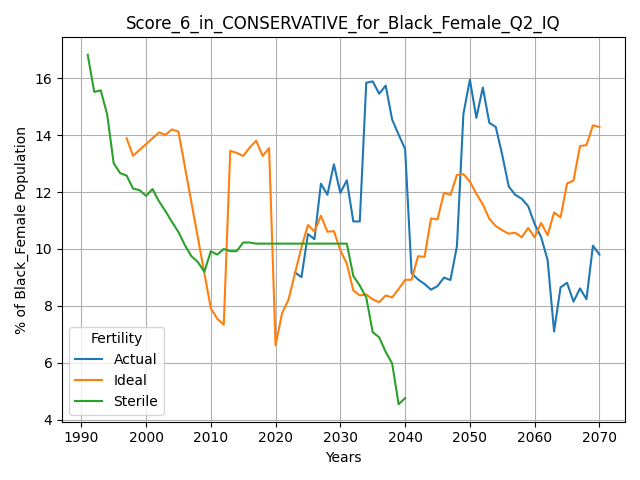 Score_6_in_CONSERVATIVE_for_Black_Female_Q2_IQ
% of Black_Female Population
16
14
12
10
8
6
4
Fertility
Actual
Ideal
Sterile
1990 2000 2010 2020 2030 2040 2050 2060 2070
Years